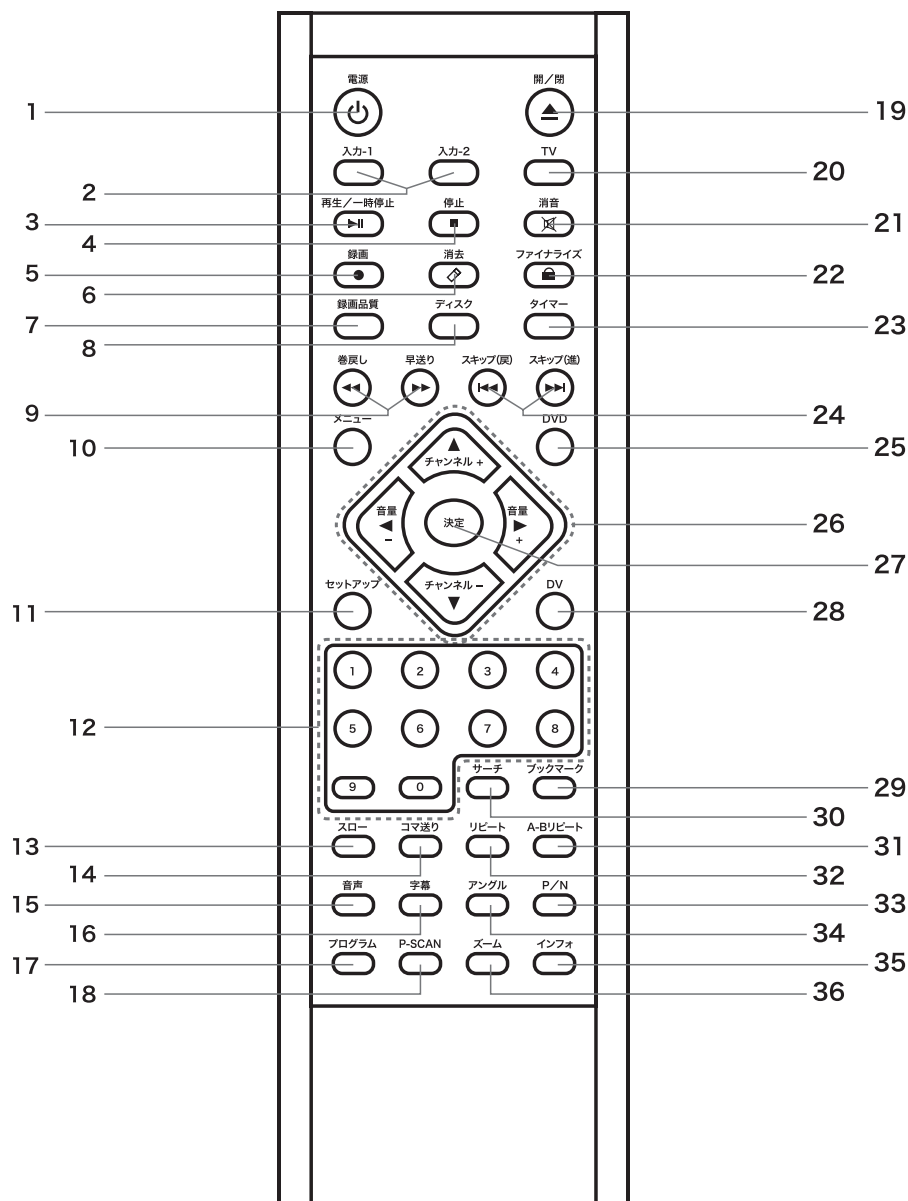 電源 開/閉
1 19
入力-1 入力-2 TV
2 20
再生/一時停止 停止 消音
3 4 21
録画 消去 ファイナライズ
5 6 22
録画品質 ディスク タイマー
7 8 23
巻戻し 早送り スキップ(戻) スキップ(進)
9 24
メニュー DVD
10 25
チャンネル +
音量 − 決定 音量 +
26
27
チャンネル −
セットアップ DV
11 28
1 2 3 4
12
5 6 7 8
9 0
サーチ ブックマーク
29
30
スロー コマ送り リピート A-Bリピート
13 31
14 32
音声 字幕 アングル P/N
15 33
16 34
プログラム P-SCAN ズーム インフォ
17 35
18 36